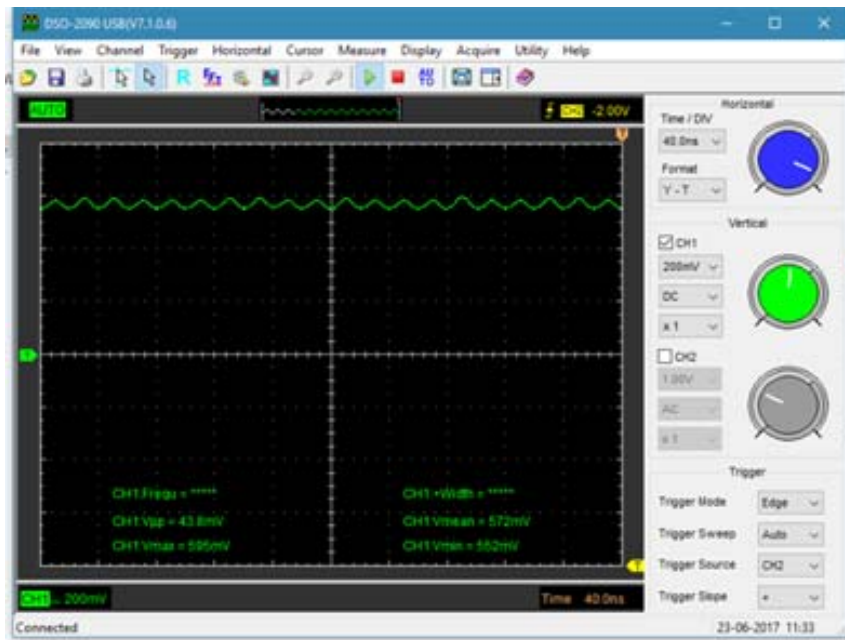 DSO-2090 USB(V7.1.0.6)
File View Channel Trigger Horizontal Cursor Measure Display Acquire Utility Help
AUTO
CH2 -2.00V
Horizontal
Time / DIV
40.0ns
Format
Y - T
Vertical
CH1
200mV
DC
x 1
CH2
1.00V
AC
x 1
Trigger
Trigger Mode Edge
Trigger Sweep Auto
Trigger Source CH2
Trigger Slope +
CH1 Frequ = ***** CH1 +Width = *****
CH1 Vpp = 43.8mV CH1 Vmean = 572mV
CH1 Vmax = 595mV CH1 Vmin = 552mV
CH1 200mV Time 40.0ns
Connected 23-06-2017 11:33